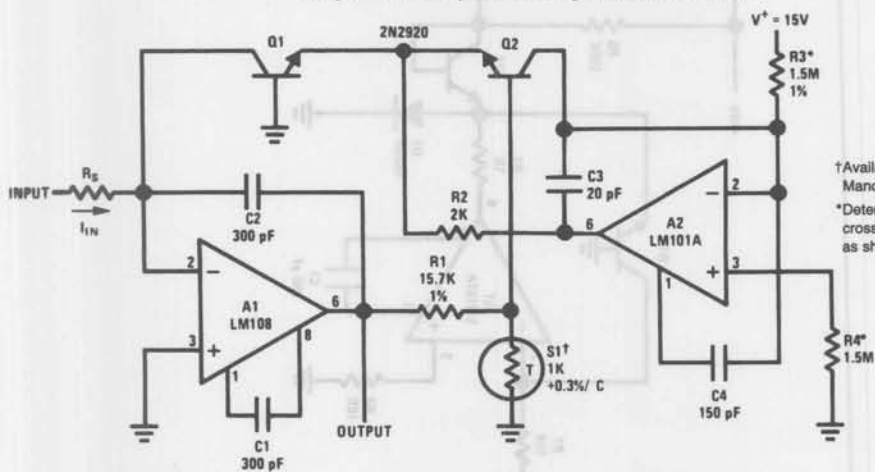 V+ = 15V
2N2920
Q1
Q2
R3*
1.5M
1%
†Avail
Manc
*Deter
cross
as sh
INPUT
RS
IIN
C2
300 pF
C3
20 pF
R2
2K
R1
15.7K
1%
2
3
A1
LM108
6
8
1
C1
300 pF
OUTPUT
S1†
1K
+0.3%/ C
T
6
A2
LM101A
2
3
1
C4
150 pF
R4*
1.5M